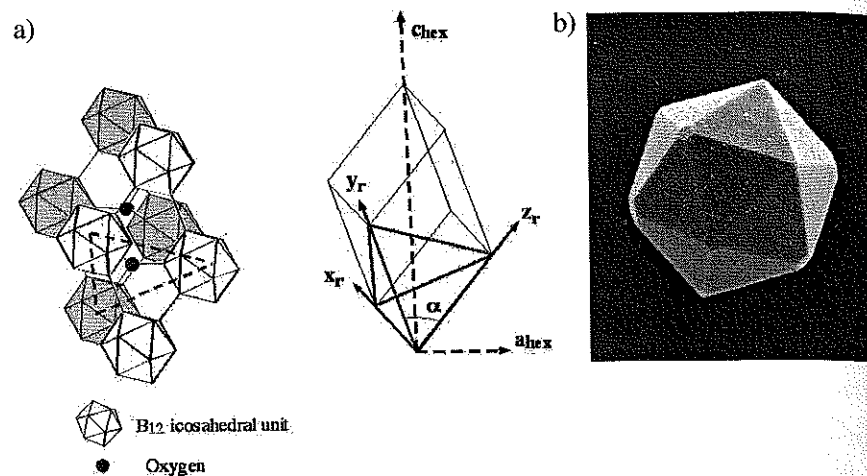 a)
b)
c_hex
y_r
z_r
x_r
α
a_hex
B12 icosahedral unit
Oxygen